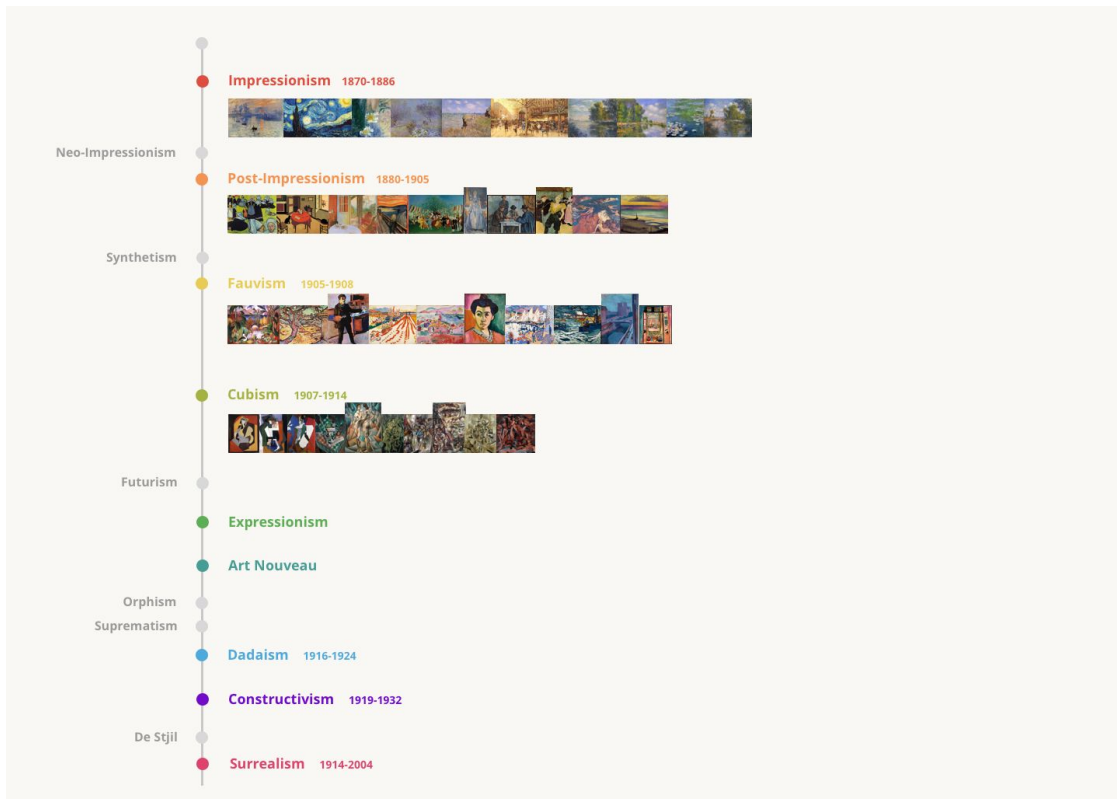 Impressionism 1870-1886
Neo-Impressionism
Post-Impressionism 1880-1905
Synthetism
Fauvism 1905-1908
Cubism 1907-1914
Futurism
Expressionism
Art Nouveau
Orphism
Suprematism
Dadaism 1916-1924
Constructivism 1919-1932
De Stjil
Surrealism 1914-2004